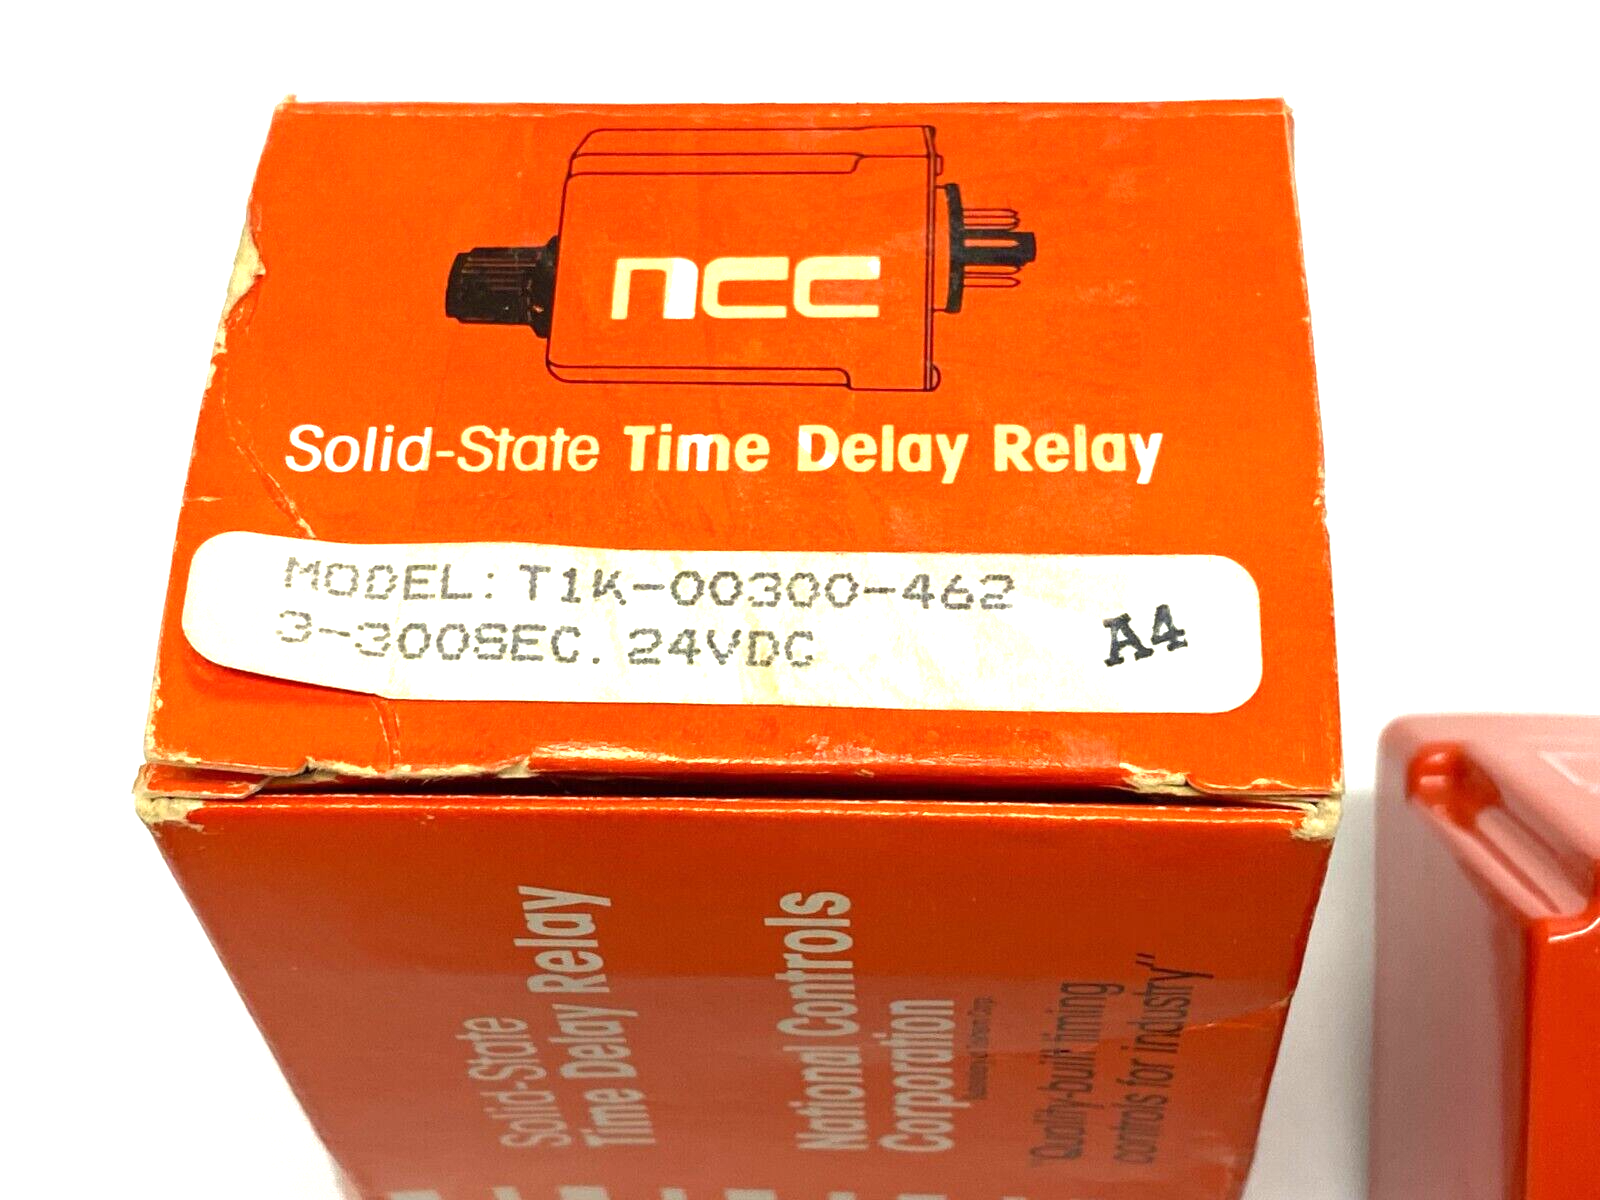 ncc
Solid-State Time Delay Relay
MODEL: T1K-00300-462
3-300SEC. 24VDC
A4
Solid-State
Time Delay Relay
National Controls
Corporation
"Quality-built timing
controls for industry"